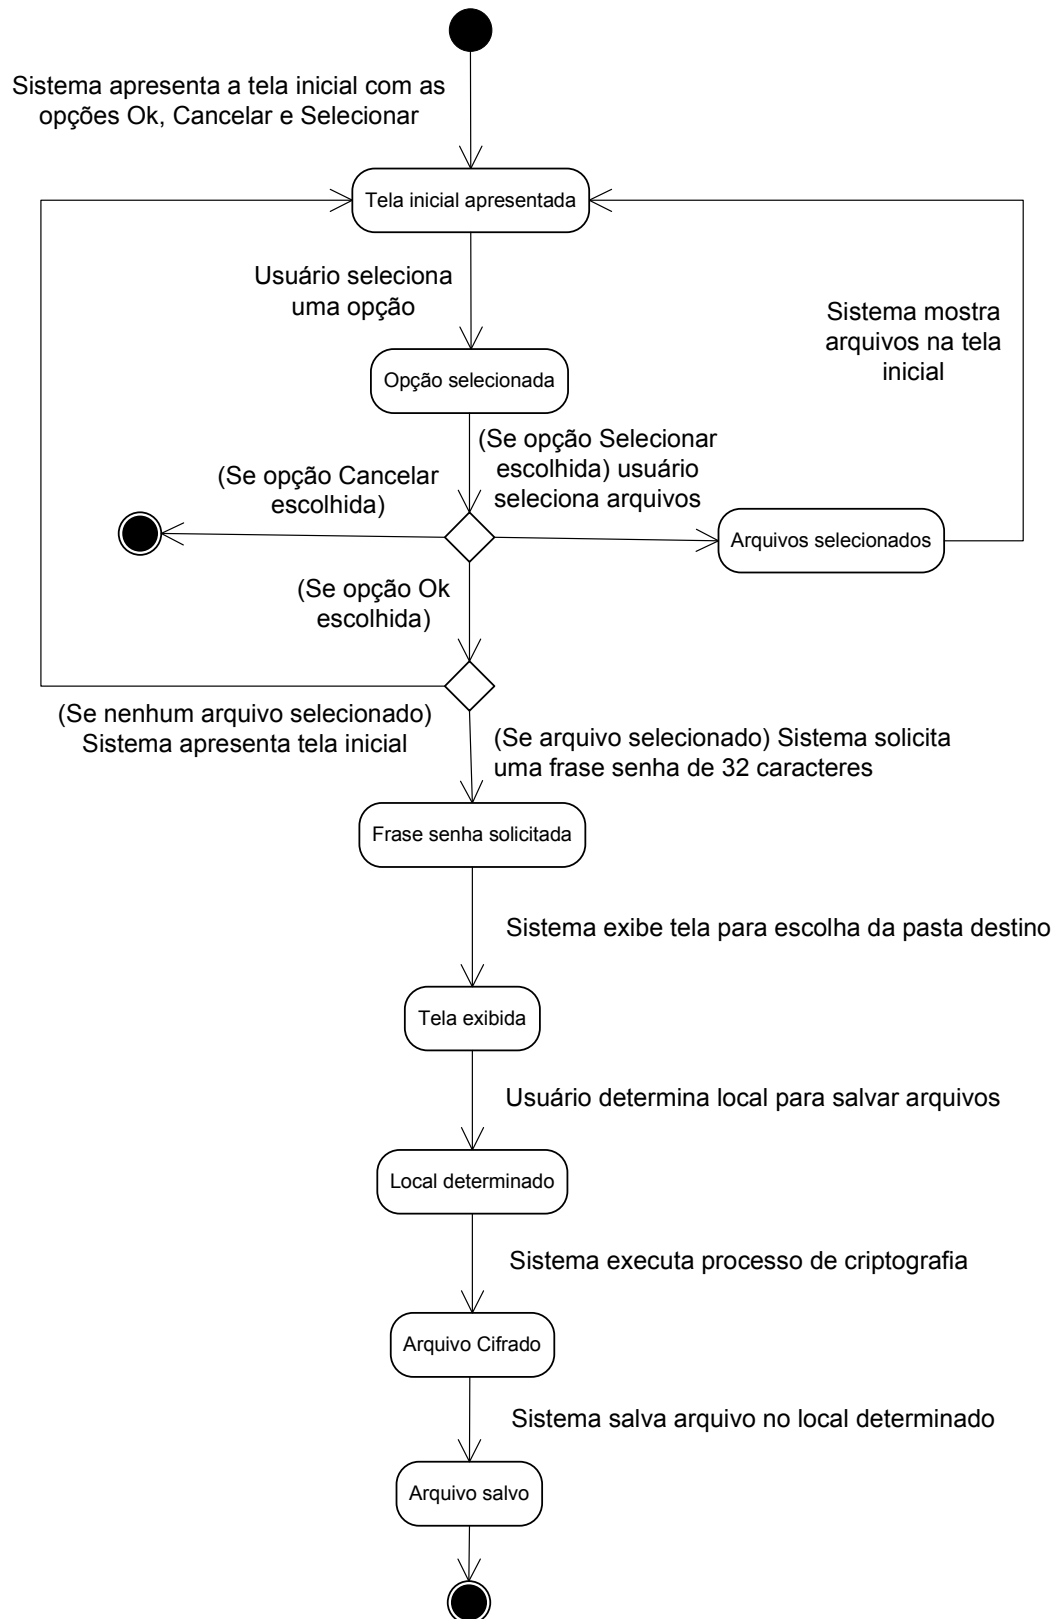 Sistema apresenta a tela inicial com as
opções Ok, Cancelar e Selecionar
Tela inicial apresentada
Usuário seleciona
uma opção
Sistema mostra
arquivos na tela
inicial
Opção selecionada
(Se opção Selecionar
escolhida) usuário
seleciona arquivos
(Se opção Cancelar
escolhida)
Arquivos selecionados
(Se opção Ok
escolhida)
(Se nenhum arquivo selecionado)
Sistema apresenta tela inicial
(Se arquivo selecionado) Sistema solicita
uma frase senha de 32 caracteres
Frase senha solicitada
Sistema exibe tela para escolha da pasta destino
Tela exibida
Usuário determina local para salvar arquivos
Local determinado
Sistema executa processo de criptografia
Arquivo Cifrado
Sistema salva arquivo no local determinado
Arquivo salvo